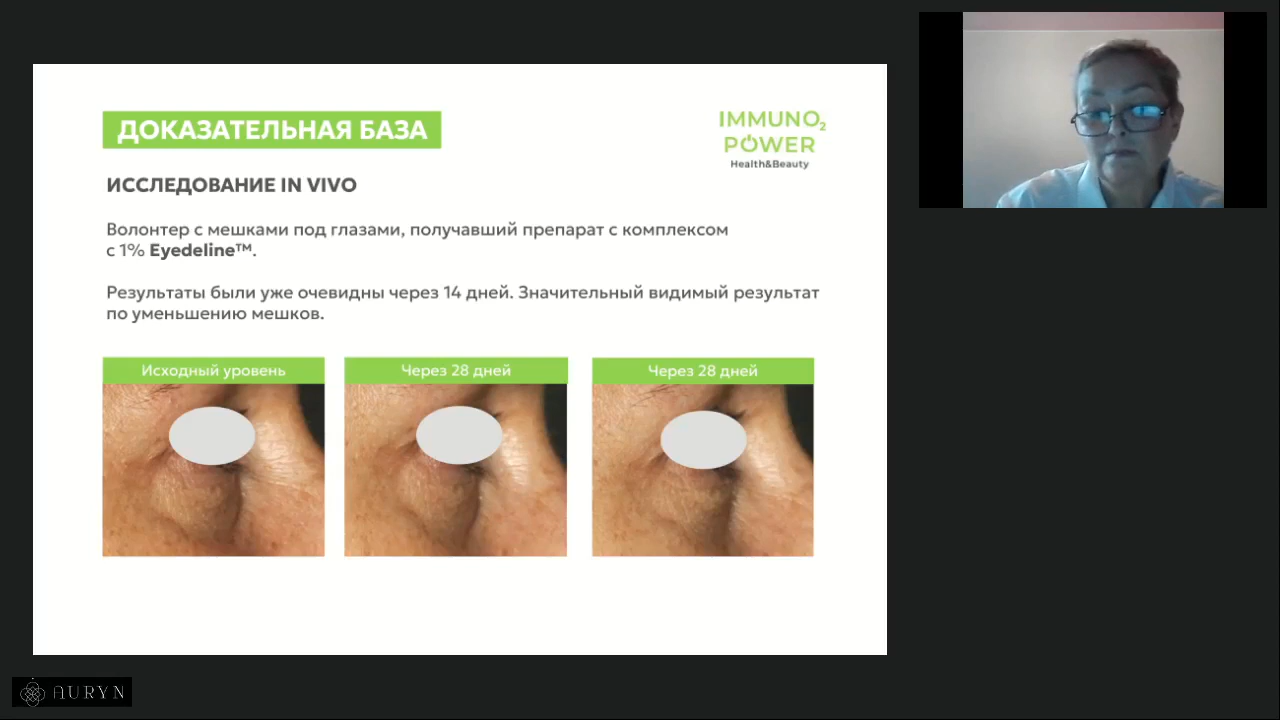 ДОКАЗАТЕЛЬНАЯ БАЗА
IMMUNO₂
POWER
Health&Beauty
ИССЛЕДОВАНИЕ IN VIVO
Волонтер с мешками под глазами, получавший препарат с комплексом
с 1% Eyedeline™.
Результаты были уже очевидны через 14 дней. Значительный видимый результат
по уменьшению мешков.
Исходный уровень
Через 28 дней
Через 28 дней
AURYN